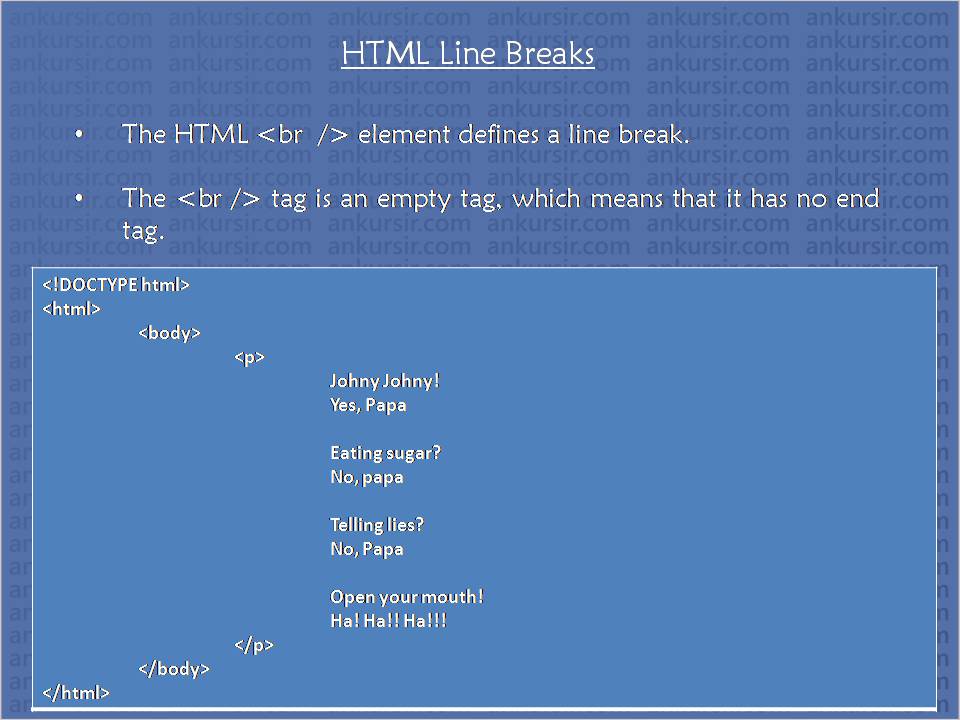 HTML Line Breaks
• The HTML <br /> element defines a line break.
• The <br /> tag is an empty tag, which means that it has no end
tag.
<!DOCTYPE html>
<html>
<body>
<p>
Johny Johny!
Yes, Papa
Eating sugar?
No, papa
Telling lies?
No, Papa
Open your mouth!
Ha! Ha!! Ha!!!
</p>
</body>
</html>
ankursir.com